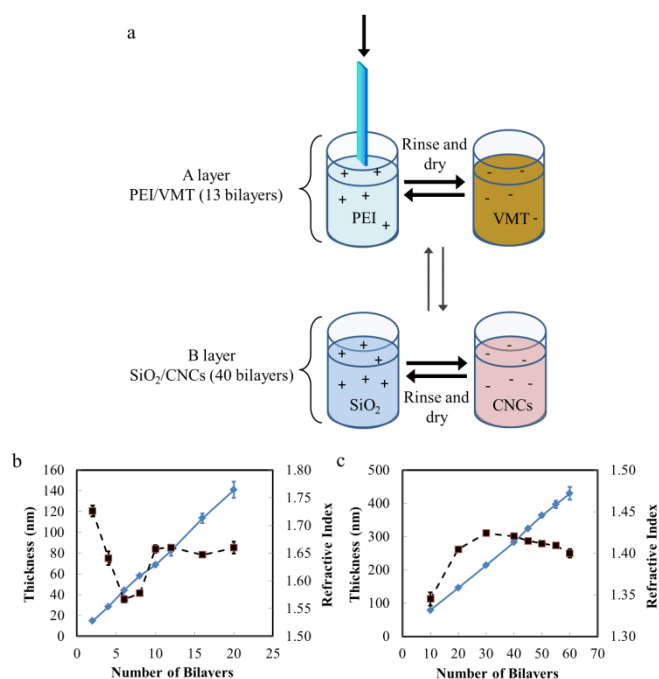 a
A layer
PEI/VMT (13 bilayers)
Rinse and
dry
+ +
+ +
+
PEI
- -
- -
-
VMT
B layer
SiO₂/CNCs (40 bilayers)
+
+ +
+ + +
SiO₂
Rinse and
dry
-
- -
- - -
CNCs
b
Thickness (nm)
160
140
120
100
80
60
40
20
0
1.80
1.75
1.70
1.65
1.60
1.55
1.50
Refractive Index
0 5 10 15 20 25
Number of Bilayers
c
Thickness (nm)
500
400
300
200
100
0
1.50
1.45
1.40
1.35
1.30
Refractive Index
0 10 20 30 40 50 60 70
Number of Bilayers